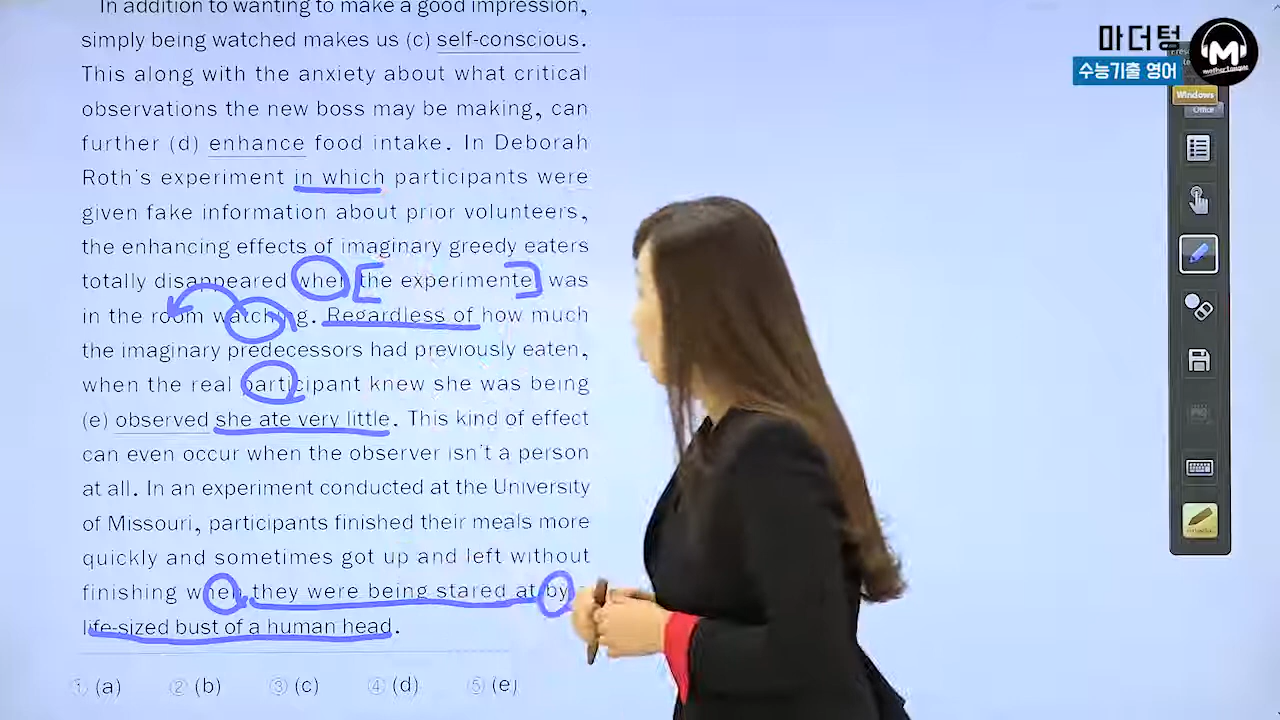 In addition to wanting to make a good impression,
simply being watched makes us (c) self-conscious.
This along with the anxiety about what critical
observations the new boss may be making, can
further (d) enhance food intake. In Deborah
Roth's experiment in which participants were
given fake information about prior volunteers,
the enhancing effects of imaginary greedy eaters
totally disappeared when the experimenter was
in the room watching. Regardless of how much
the imaginary predecessors had previously eaten,
when the real participant knew she was being
(e) observed she ate very little. This kind of effect
can even occur when the observer isn't a person
at all. In an experiment conducted at the University
of Missouri, participants finished their meals more
quickly and sometimes got up and left without
finishing when they were being stared at by a
life-sized bust of a human head.
① (a) ② (b) ③ (c) ④ (d) ⑤ (e)
마더텅
수능기출 영어
M
mother tongue
Windows
Office